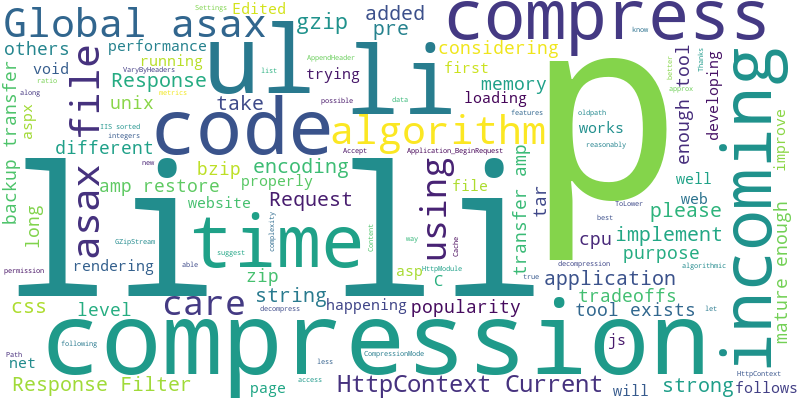 Global asax
ul
li
gzip
Edited
added
pre
compress
others
performance
running
VaryByHeaders
Response
trying
AppendHeader
considering
first
memory
loading
Settings
know
Thanks
better
approx
void
ratio
metrics
list
possible
data
features
along
unix
take
code
algorithm
p
oldpath
works
reasonably
enough tool
developing
incoming
improve
backup transfer
aspx
asax file
IIS sorted
integers
different
bzip
encoding
Accept
Application_BeginRequest
using
file
tar
transfer amp
ToLower
best
well
web
new
amp restore
properly
website
Request
long
li
time
li
please
cpu
implement
purpose
GZipStream
complexity
suggest
Content
way
Cache
decompression
algorithmic
permission
rendering
able
zip
asp
HttpModule
C
true
application
tradeoffs
mature enough
css
level
care
string
decompress
happening
popularity
tool exists
js
let
compression
net
Path
following
less
CompressionMode
access
HttpContext
Response Filter
page
HttpContext Current
will
strong
follows